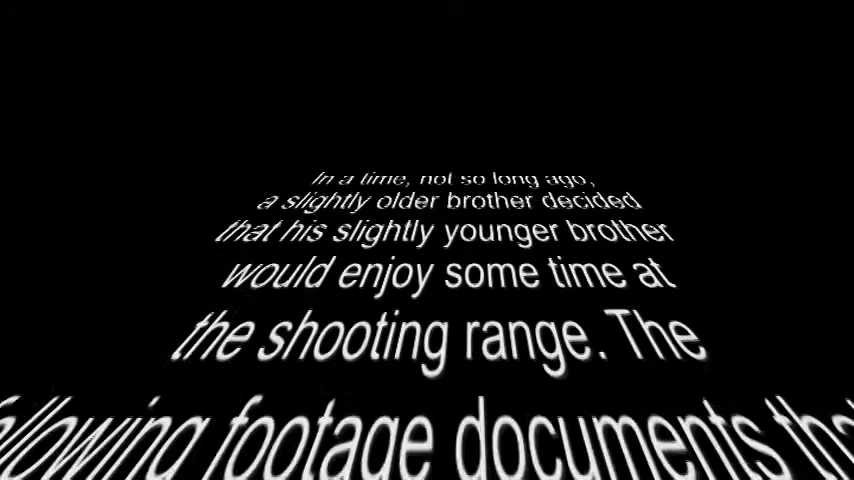 In a time, not so long ago,
a slightly older brother decided
that his slightly younger brother
would enjoy some time at
the shooting range. The
footage documents